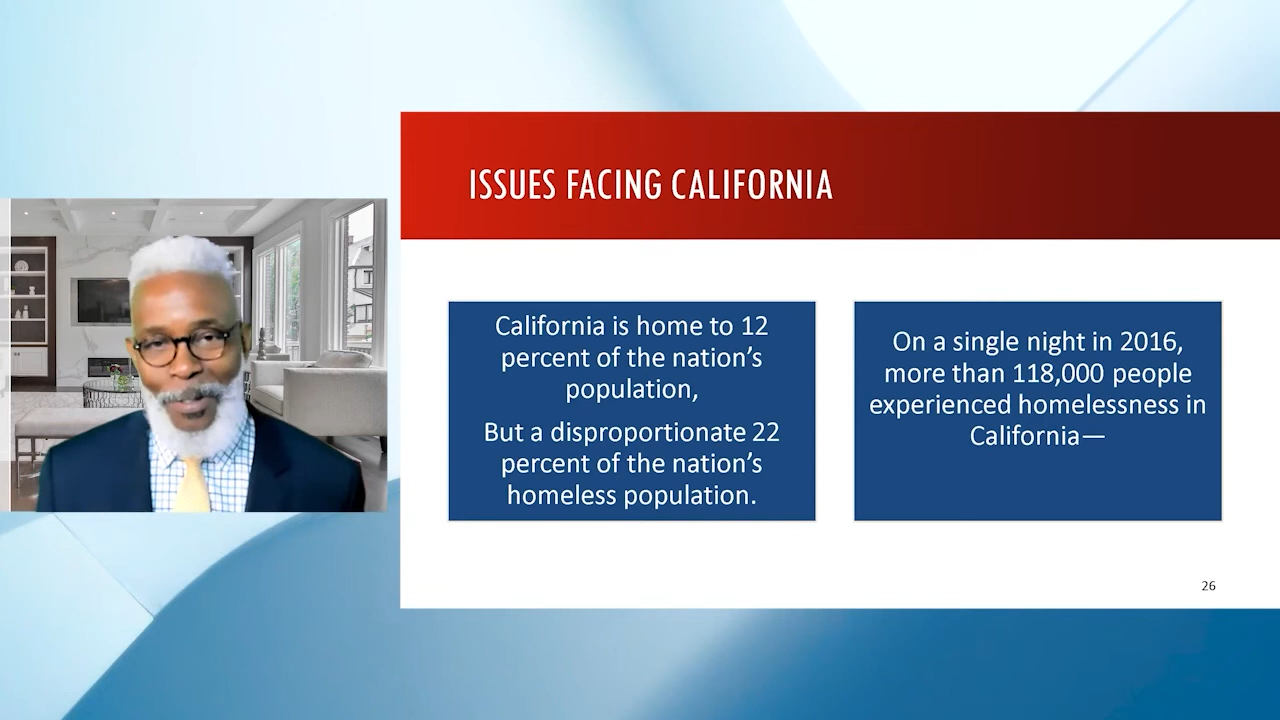 ISSUES FACING CALIFORNIA
California is home to 12
percent of the nation’s
population,
But a disproportionate 22
percent of the nation’s
homeless population.
On a single night in 2016,
more than 118,000 people
experienced homelessness in
California—
26